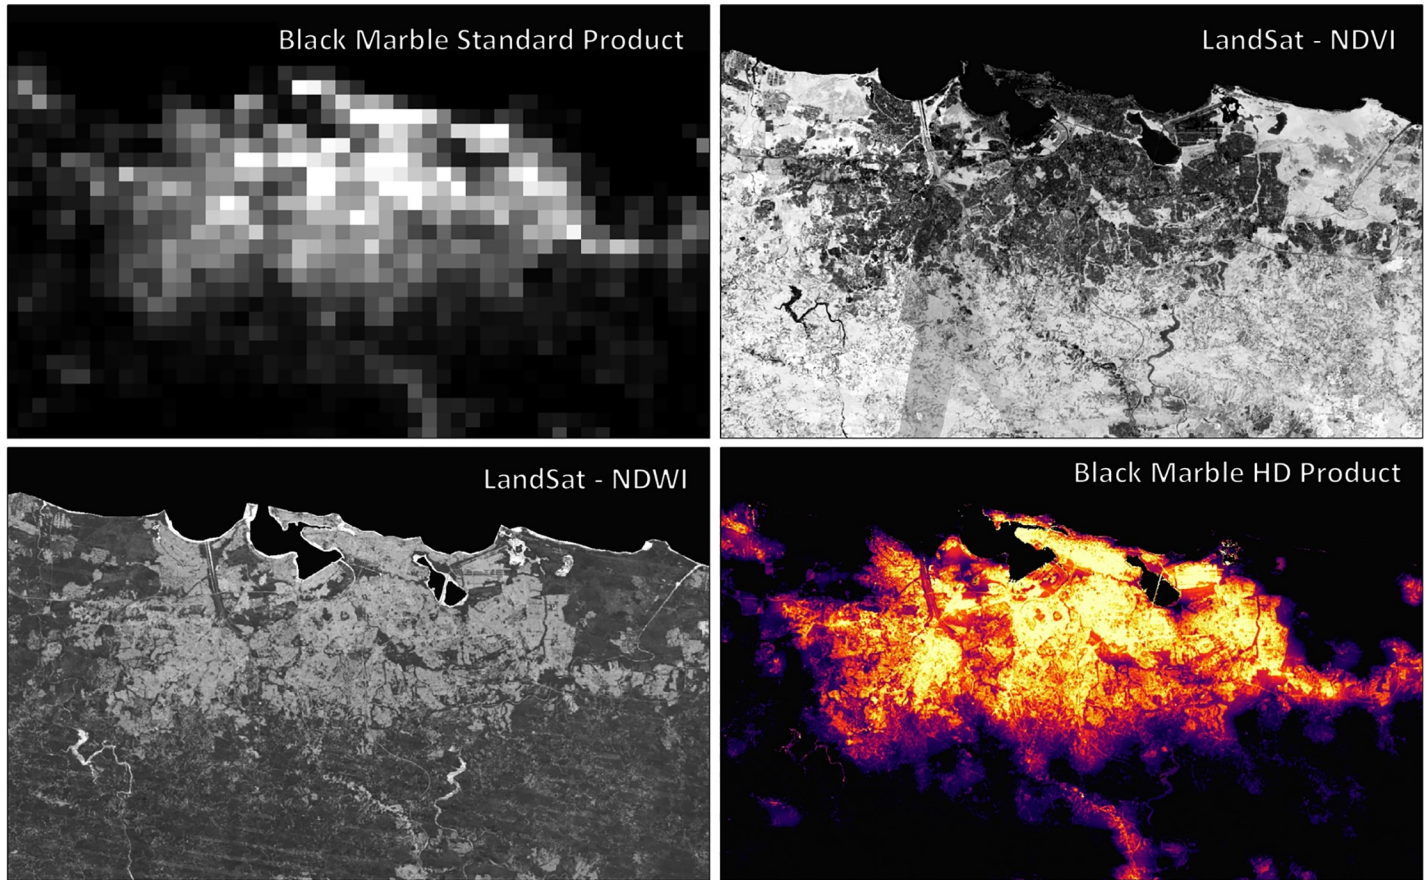 Black Marble Standard Product
LandSat - NDVI
LandSat - NDWI
Black Marble HD Product